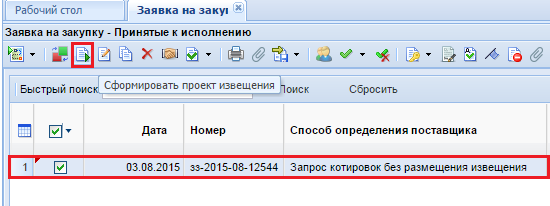 Рабочий стол Заявка на закуп
Заявка на закупку - Принятые к исполнению
Быстрый поиск Сформировать проект извещения Поиск Сбросить
Дата Номер Способ определения поставщика
1 03.08.2015 зз-2015-08-12544 Запрос котировок без размещения извещения